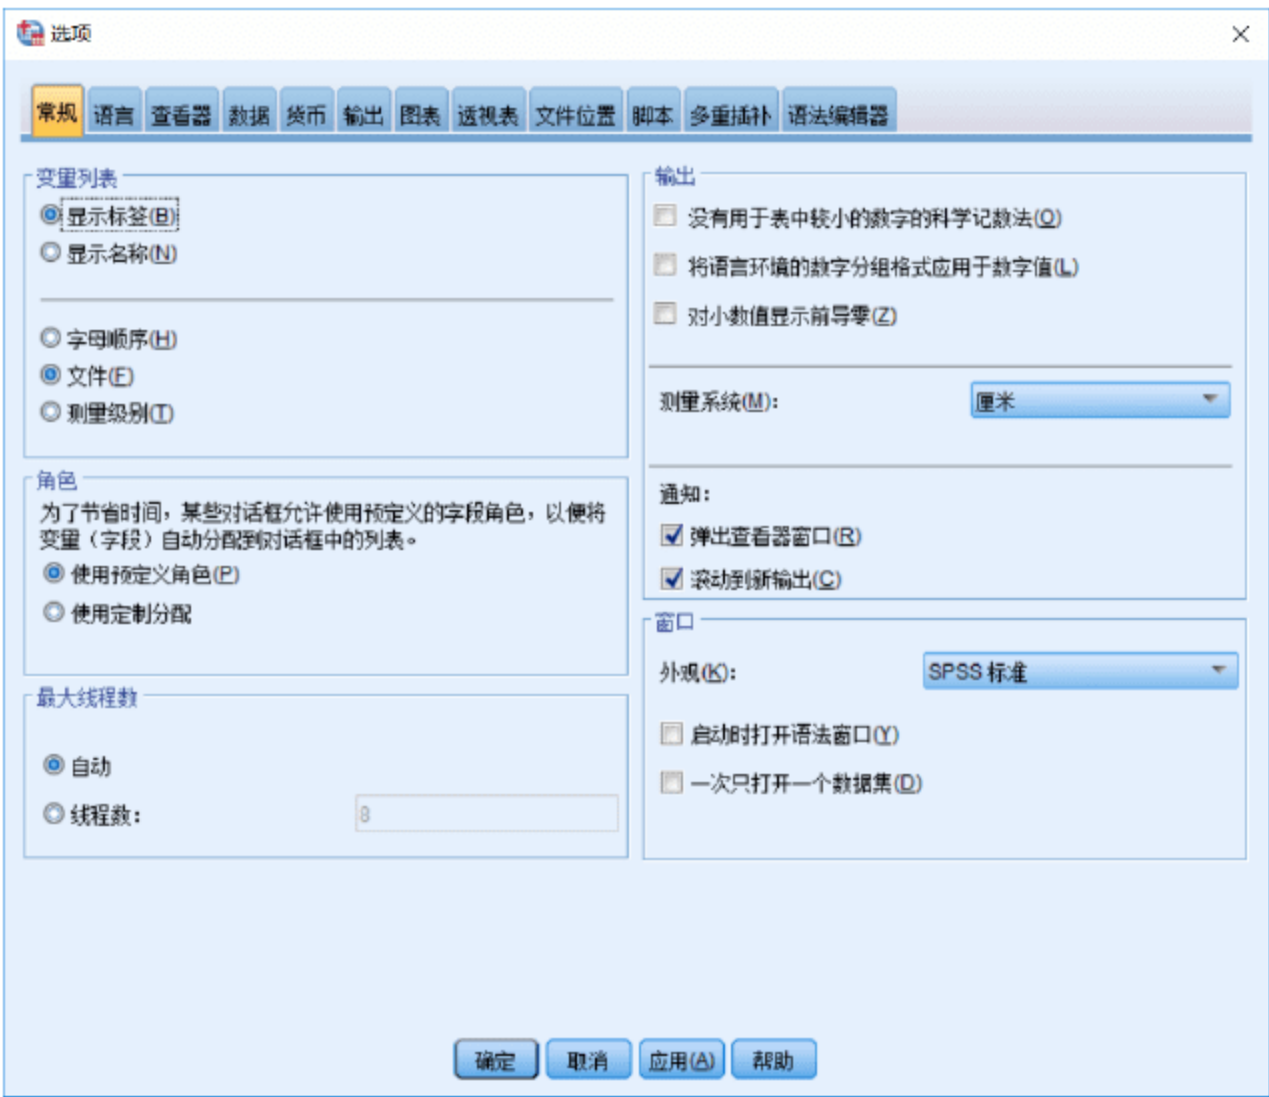 选项
常规 语言 查看器 数据 货币 输出 图表 透视表 文件位置 脚本 多重插补 语法编辑器
变量列表
显示标签(B)
显示名称(N)
字母顺序(H)
文件(F)
测量级别(T)
角色
为了节省时间，某些对话框允许使用预定义的字段角色，以便将
变量（字段）自动分配到对话框中的列表。
使用预定义角色(P)
使用定制分配
最大线程数
自动
线程数： 8
输出
没有用于表中较小的数字的科学记数法(O)
将语言环境的数字分组格式应用于数字值(L)
对小数值显示前导零(Z)
测量系统(M)： 厘米
通知：
弹出查看器窗口(R)
滚动到新输出(C)
窗口
外观(K)： SPSS 标准
启动时打开语法窗口(Y)
一次只打开一个数据集(D)
确定 取消 应用(A) 帮助